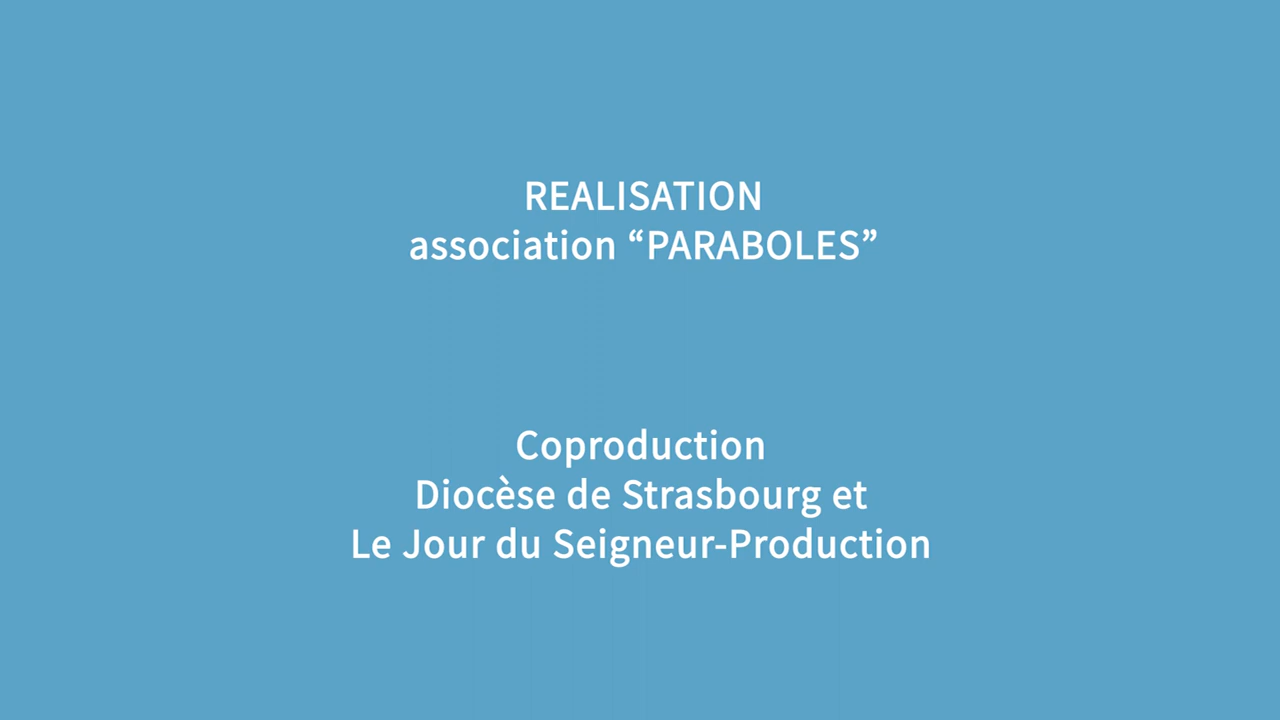 REALISATION
association “PARABOLES”
Coproduction
Diocèse de Strasbourg et
Le Jour du Seigneur-Production